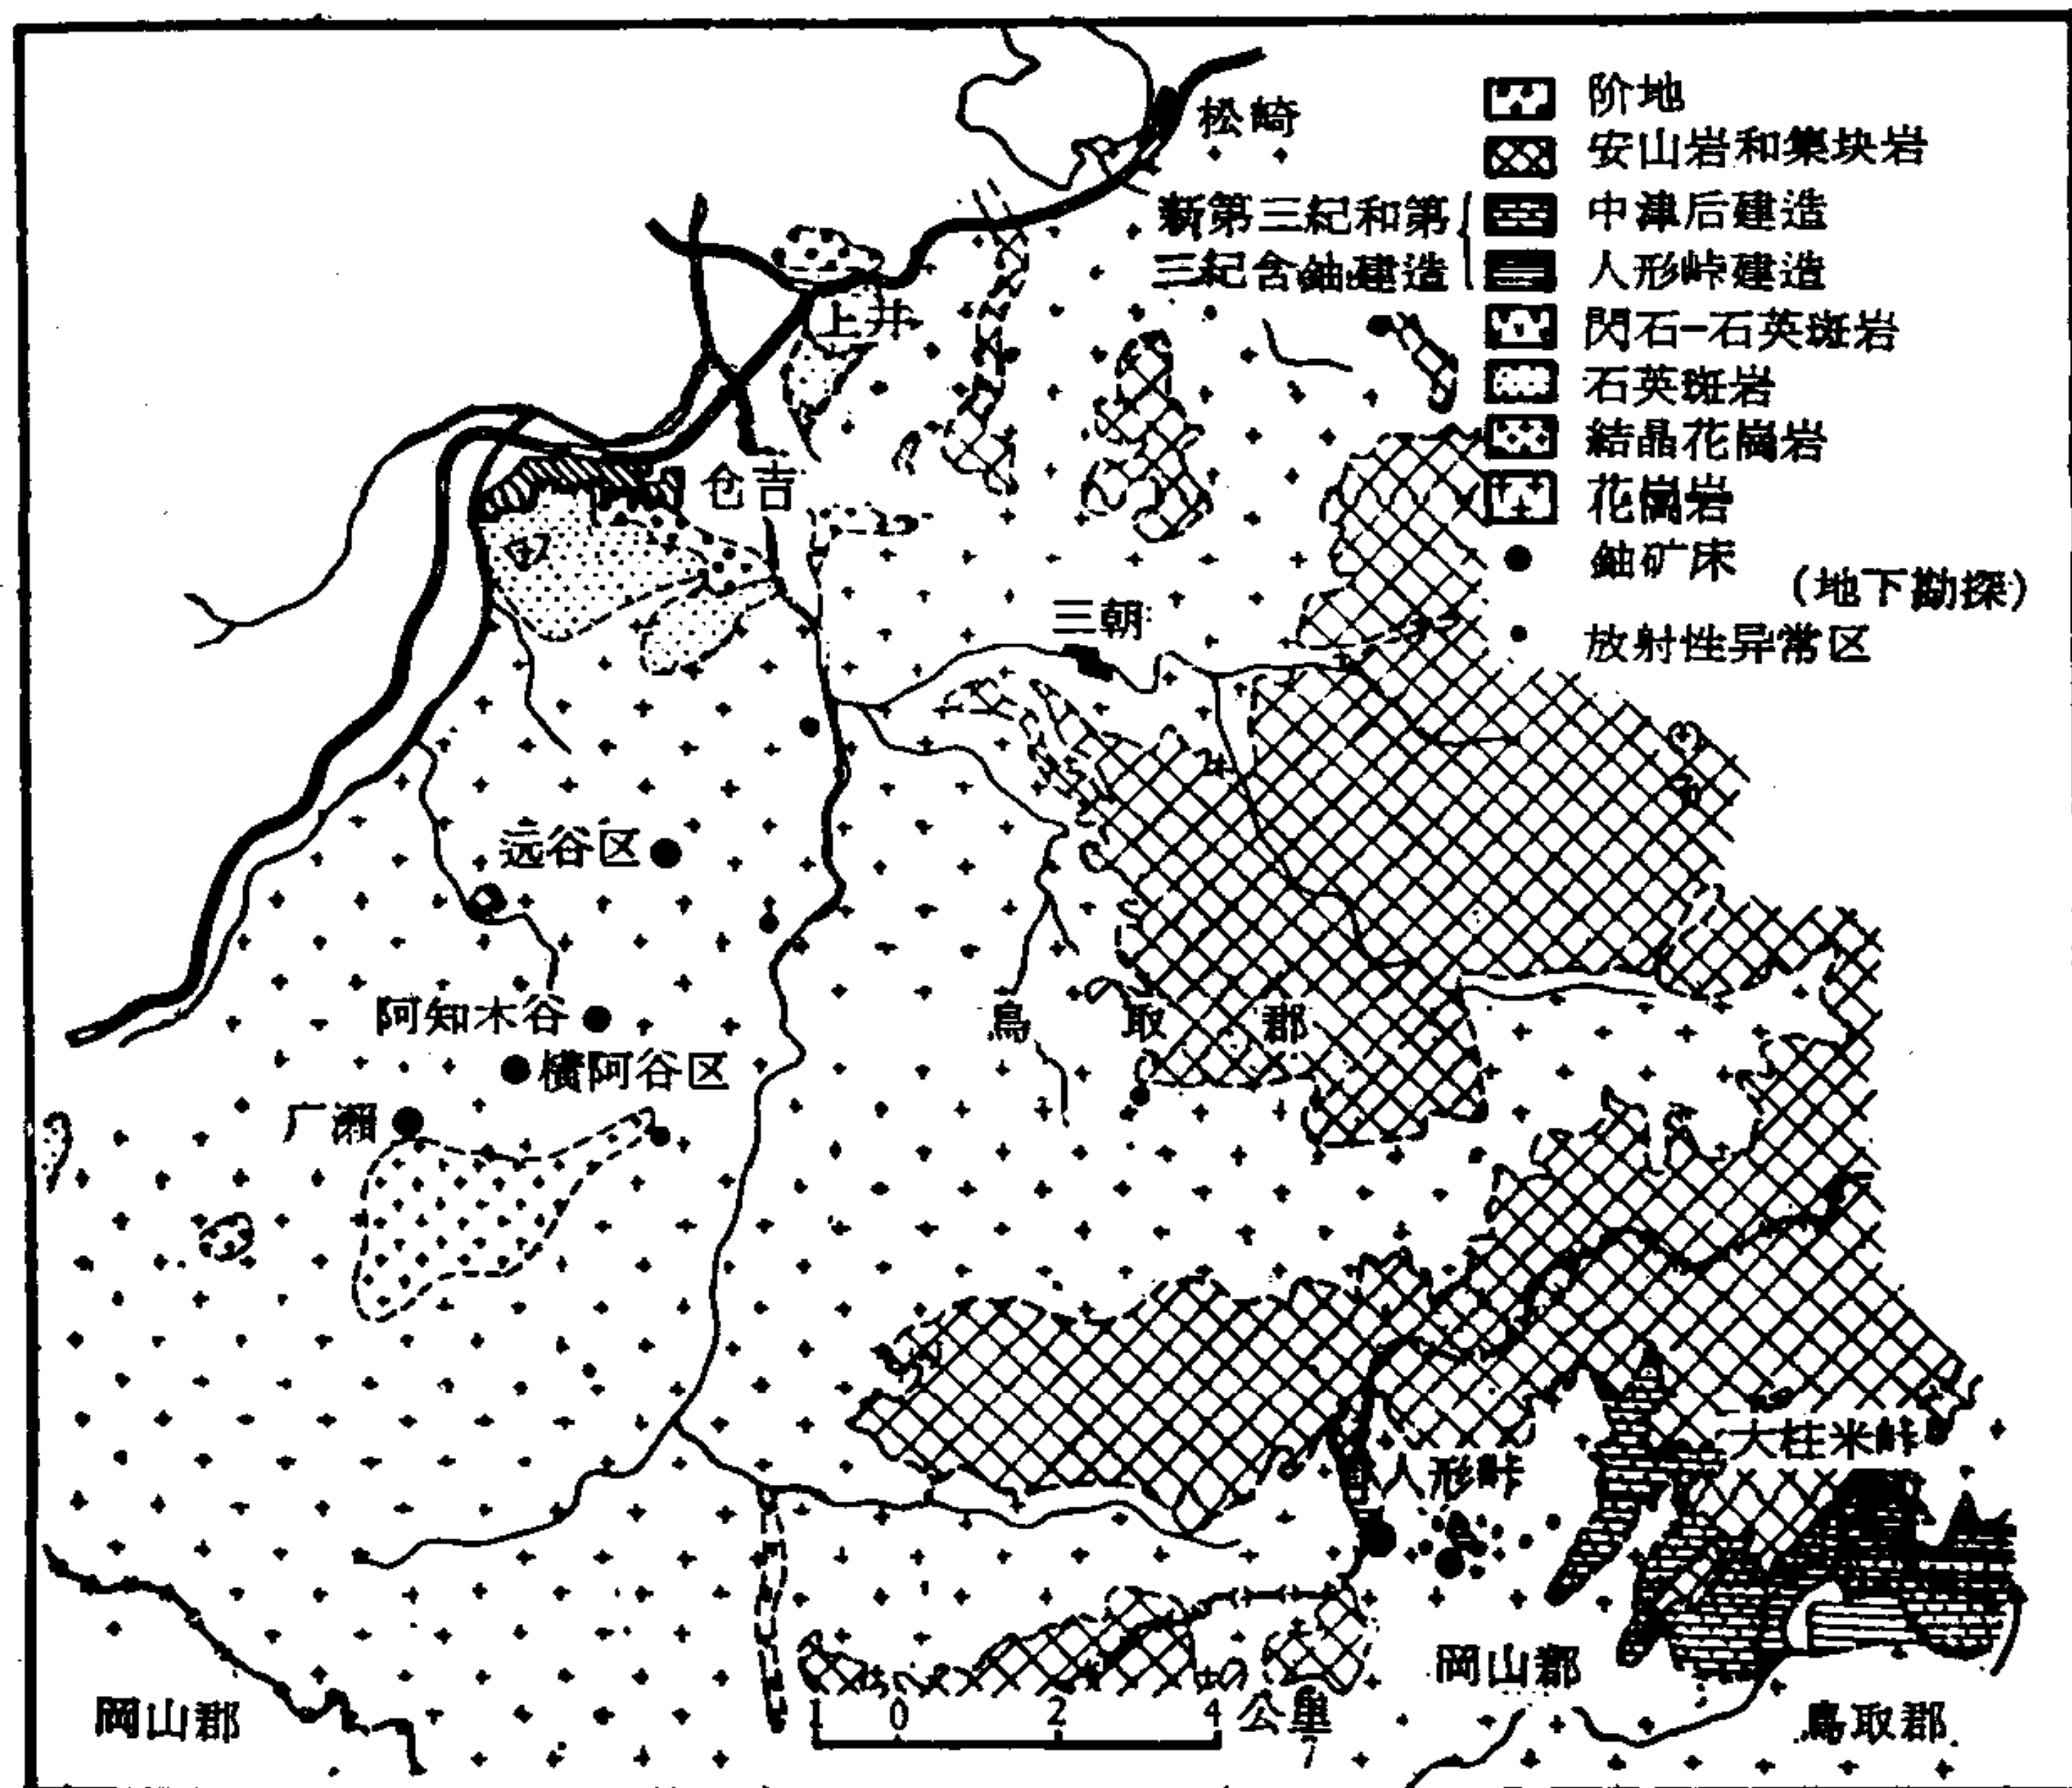 松崎
阶地
安山岩和集块岩
新第三紀和第
三紀含鈾建造
中津后建造
人形峠建造
閃石-石英斑岩
石英斑岩
結晶花崗岩
花崗岩
鈾矿床
(地下勘探)
放射性异常区
上井
仓吉
三朝
远谷区
阿知木谷
橫阿谷区
广瀨
鳥取郡
大柱米峠
人形峠
岡山郡
岡山郡
鳥取郡
0 2 4 公里